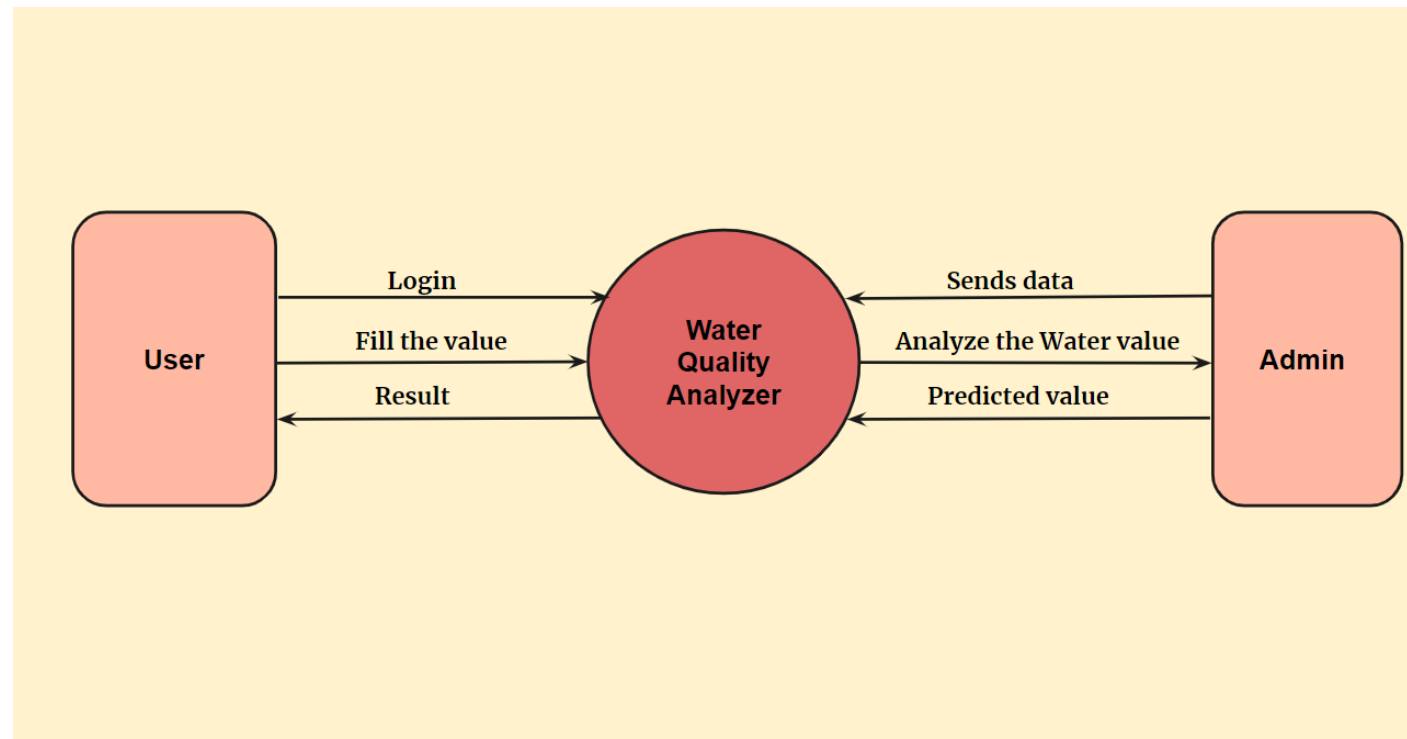 Login
Sends data
Water
Quality
Analyzer
Fill the value
Analyze the Water value
User
Admin
Result
Predicted value